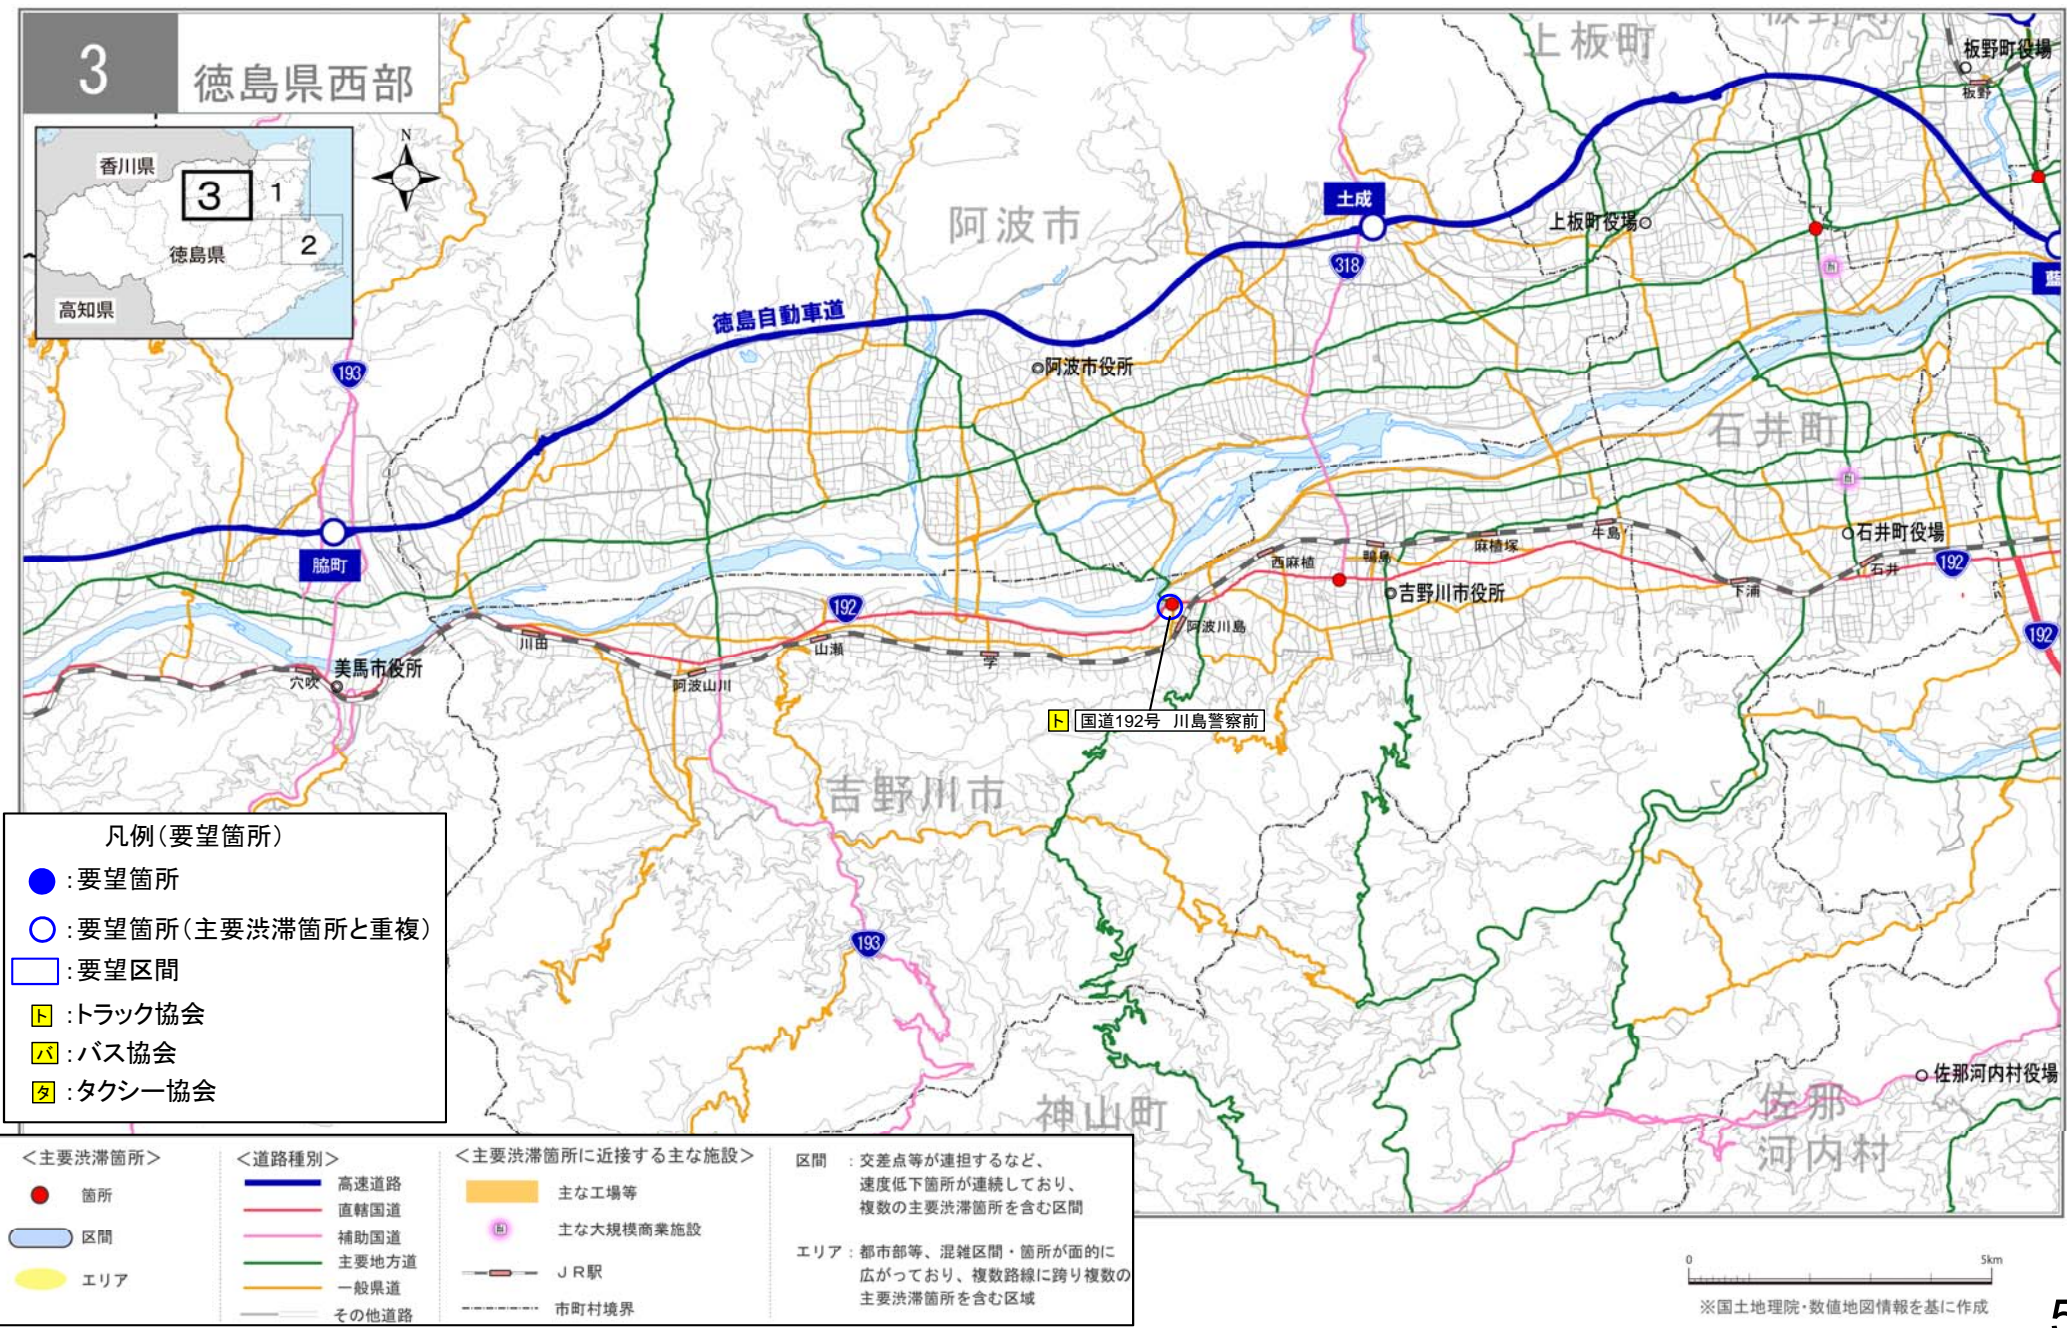 3
徳島県西部
香川県
3
1
2
徳島県
高知県
N
上板町
板野町役場
板野
土成
上板町役場
阿波市
318
徳島自動車道
阿波市役所
193
石井町
脇町
西麻植
鴨島
麻植塚
牛島
石井町役場
石井
192
下浦
吉野川市役所
192
192
阿波川島
川田
山瀬
学
阿波山川
穴吹
美馬市役所
ト
国道192号 川島警察前
吉野川市
193
神山町
佐那河内村役場
佐那
河内村
凡例(要望箇所)
:要望箇所
:要望箇所(主要渋滞箇所と重複)
:要望区間
ト:トラック協会
バ:バス協会
タ:タクシー協会
<主要渋滞箇所>
箇所
区間
エリア
<道路種別>
高速道路
直轄国道
補助国道
主要地方道
一般県道
その他道路
<主要渋滞箇所に近接する主な施設>
主な工場等
主な大規模商業施設
JR駅
市町村境界
区間 :交差点等が連担するなど、
速度低下箇所が連続しており、
複数の主要渋滞箇所を含む区間
エリア:都市部等、混雑区間・箇所が面的に
広がっており、複数路線に跨り複数の
主要渋滞箇所を含む区域
0 5km
※国土地理院・数値地図情報を基に作成